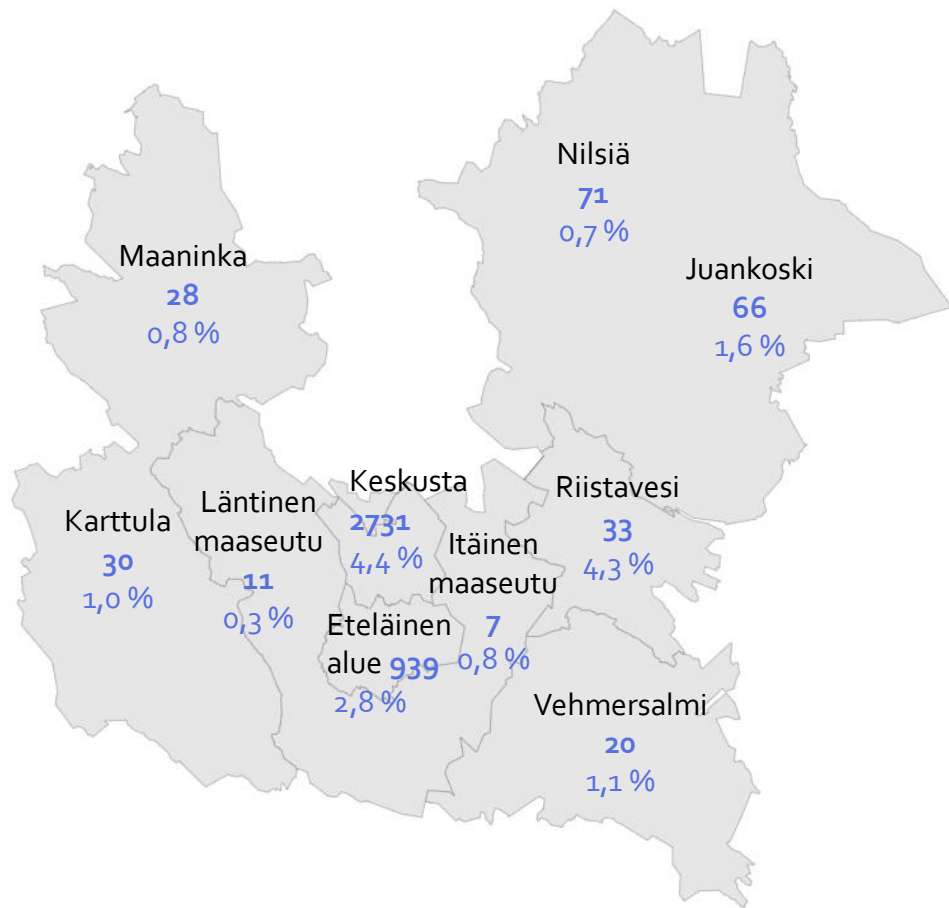 Nilsiä
71
0,7 %
Maaninka
28
0,8 %
Juankoski
66
1,6 %
Keskusta
2731
4,4 %
Riistavesi
33
4,3 %
Läntinen
maaseutu
11
0,3 %
Karttula
30
1,0 %
Itäinen
maaseutu
7
0,8 %
Eteläinen
alue 939
2,8 %
Vehmersalmi
20
1,1 %